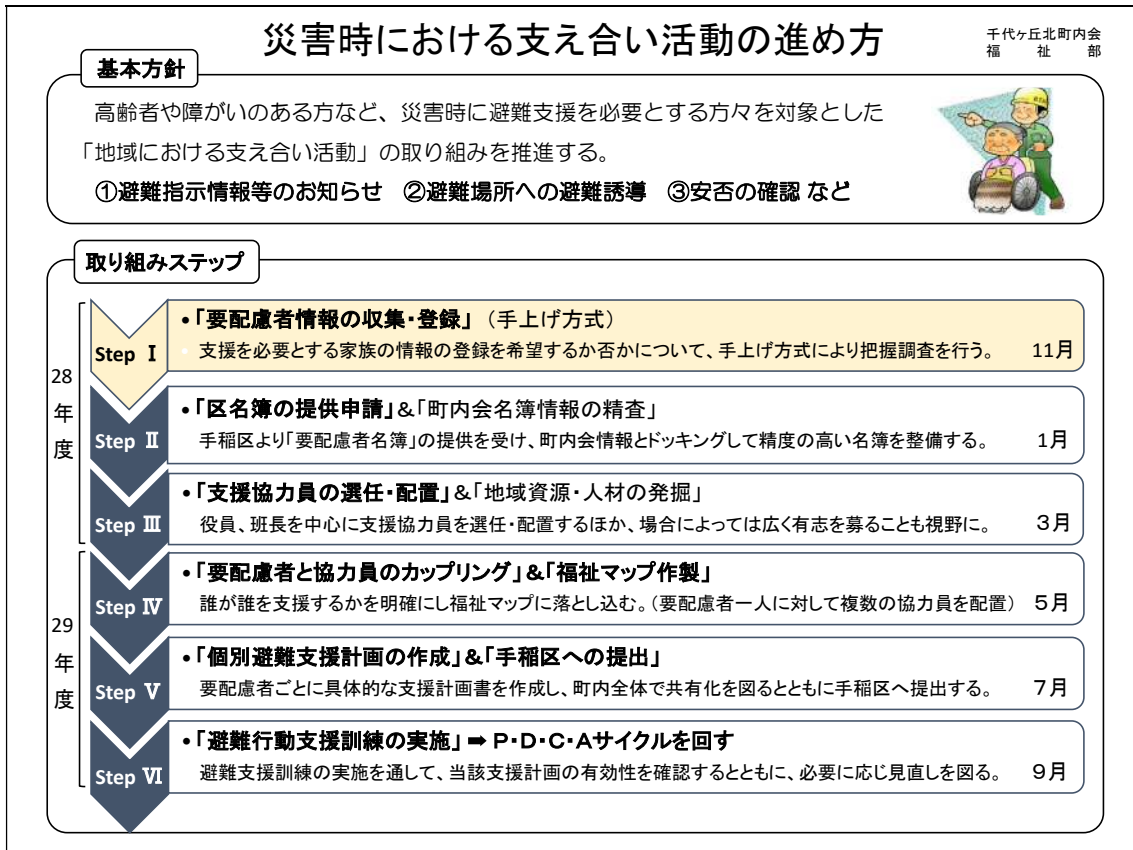 災害時における支え合い活動の進め方
千代ヶ丘北町内会
福祉部
基本方針
高齢者や障がいのある方など、災害時に避難支援を必要とする方々を対象とした
「地域における支え合い活動」の取り組みを推進する。
①避難指示情報等のお知らせ ②避難場所への避難誘導 ③安否の確認 など
取り組みステップ
28年度
Step Ⅰ
•「要配慮者情報の収集・登録」（手上げ方式）
支援を必要とする家族の情報の登録を希望するか否かについて、手上げ方式により把握調査を行う。 11月
Step Ⅱ
•「区名簿の提供申請」＆「町内会名簿情報の精査」
手稲区より「要配慮者名簿」の提供を受け、町内会情報とドッキングして精度の高い名簿を整備する。 1月
Step Ⅲ
•「支援協力員の選任・配置」＆「地域資源・人材の発掘」
役員、班長を中心に支援協力員を選任・配置するほか、場合によっては広く有志を募ることも視野に。 ３月
29年度
Step Ⅳ
•「要配慮者と協力員のカップリング」＆「福祉マップ作製」
誰が誰を支援するかを明確にし福祉マップに落とし込む。（要配慮者一人に対して複数の協力員を配置） ５月
Step Ⅴ
•「個別避難支援計画の作成」＆「手稲区への提出」
要配慮者ごとに具体的な支援計画書を作成し、町内全体で共有化を図るとともに手稲区へ提出する。 ７月
Step Ⅵ
•「避難行動支援訓練の実施」➡Ｐ・Ｄ・Ｃ・Ａサイクルを回す
避難支援訓練の実施を通して、当該支援計画の有効性を確認するとともに、必要に応じ見直しを図る。 ９月